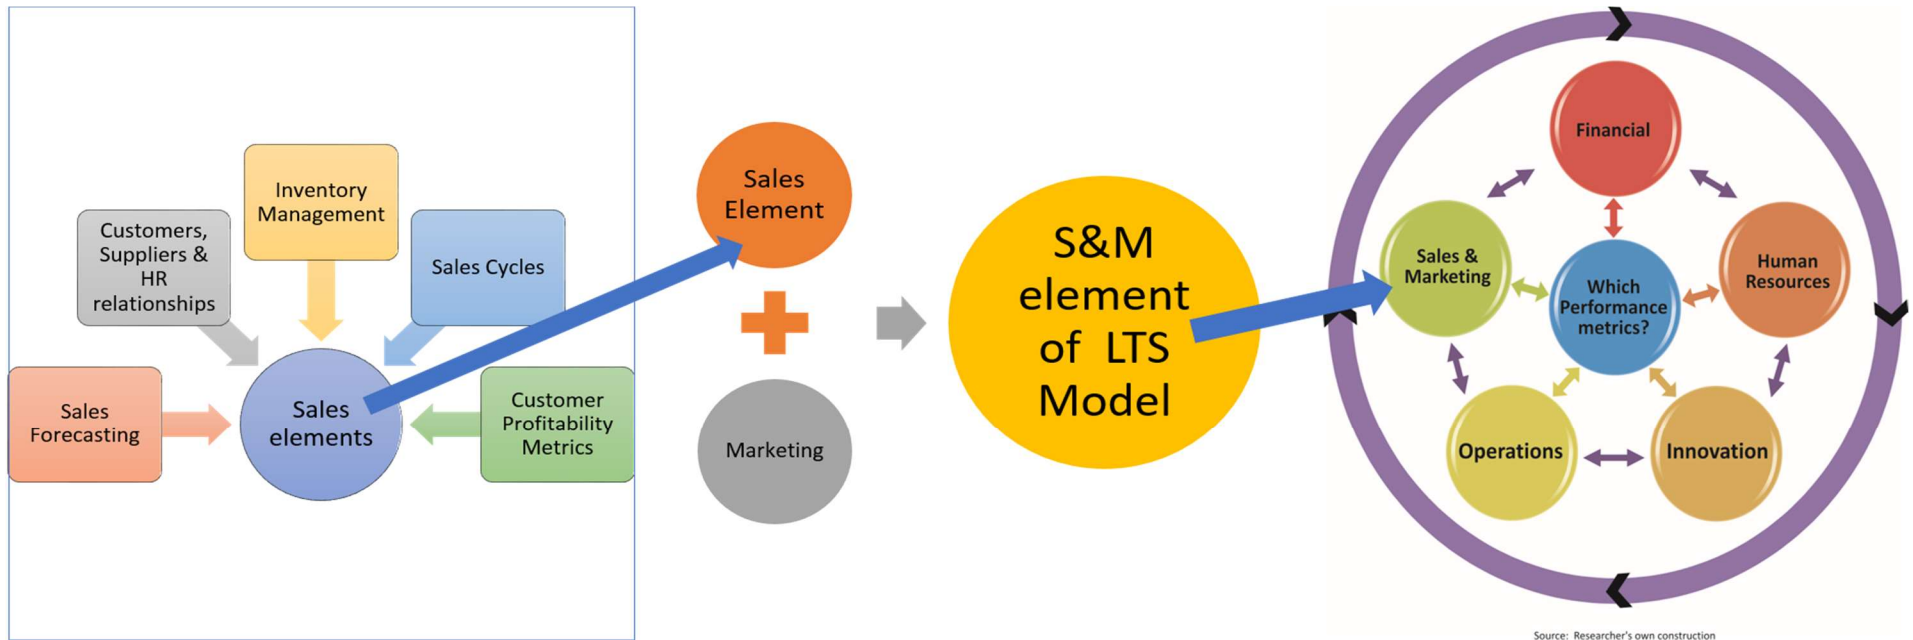 Inventory
Management
Customers,
Suppliers &
HR
relationships
Sales Cycles
Sales
Forecasting
Sales
elements
Customer
Profitability
Metrics
Sales
Element
Marketing
S&M
element
of LTS
Model
Financial
Sales &
Marketing
Human
Resources
Which
Performance
metrics?
Operations
Innovation
Source: Researcher's own construction